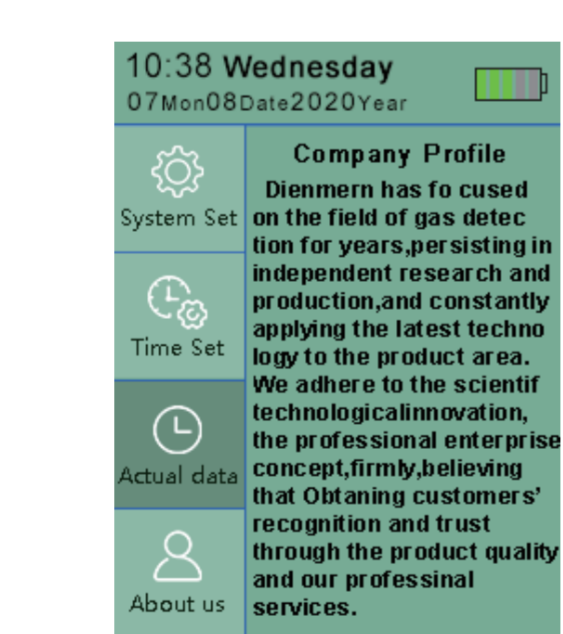 10:38 Wednesday
07Mon08Date2020Year
System Set
Time Set
Actual data
About us
Company Profile
Dienmern has fo cused
on the field of gas detec
tion for years,persisting in
independent research and
production,and constantly
applying the latest techno
logy to the product area.
We adhere to the scientif
technologicalinnovation,
the professional enterprise
concept,firmly,believing
that Obtaning customers'
recognition and trust
through the product quality
and our professinal
services.